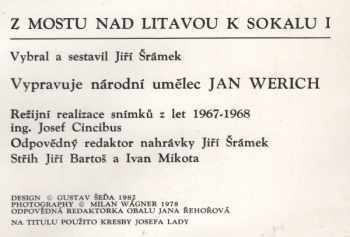 Z MOSTU NAD LITAVOU K SOKALU I
Vybral a sestavil Jiří Šrámek
Vypravuje národní umělec JAN WERICH
Režijní realizace snímků z let 1967-1968
ing. Josef Cincibus
Odpovědný redaktor nahrávky Jiří Šrámek
Střih Jiří Bartoš a Ivan Mikota
DESIGN © GUSTAV ŠEĎA 1982
PHOTOGRAPHY © MILAN WÁGNER 1978
ODPOVĚDNÁ REDAKTORKA OBALU JANA ŘEHOŘOVÁ
NA TITULU POUŽITO KRESBY JOSEFA LADY